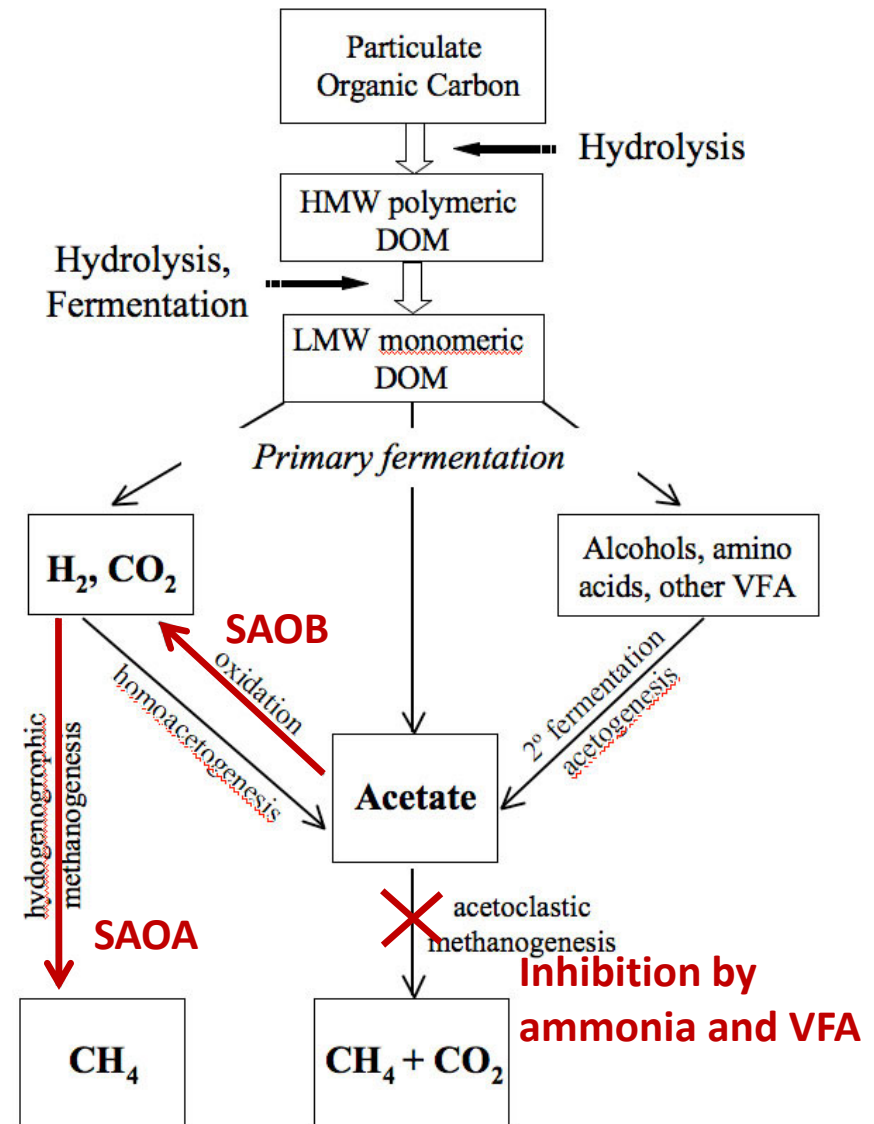 Particulate
Organic Carbon
Hydrolysis
HMW polymeric
DOM
Hydrolysis,
Fermentation
LMW monomeric
DOM
Primary fermentation
H₂, CO₂
Alcohols, amino
acids, other VFA
SAOB
oxidation
homoacetogenesis
2º fermentation
acetogenesis
hydogenogrophic
methanogenesis
Acetate
SAOA
acetoclastic
methanogenesis
Inhibition by
ammonia and VFA
CH₄
CH₄ + CO₂